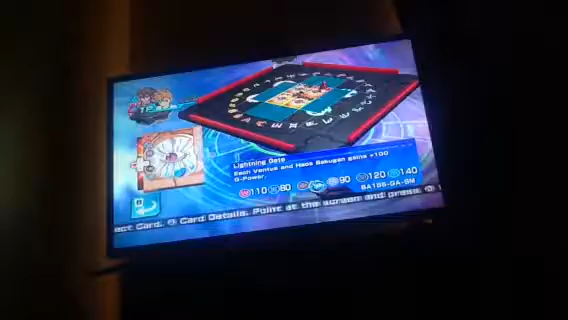 Lightning Gate
Each Ventus and Haos Bakugan gains +100
G-Power.
110 80 90 120 140
BA195-GA-SM
ect Card. Card Details. Point at the screen and press